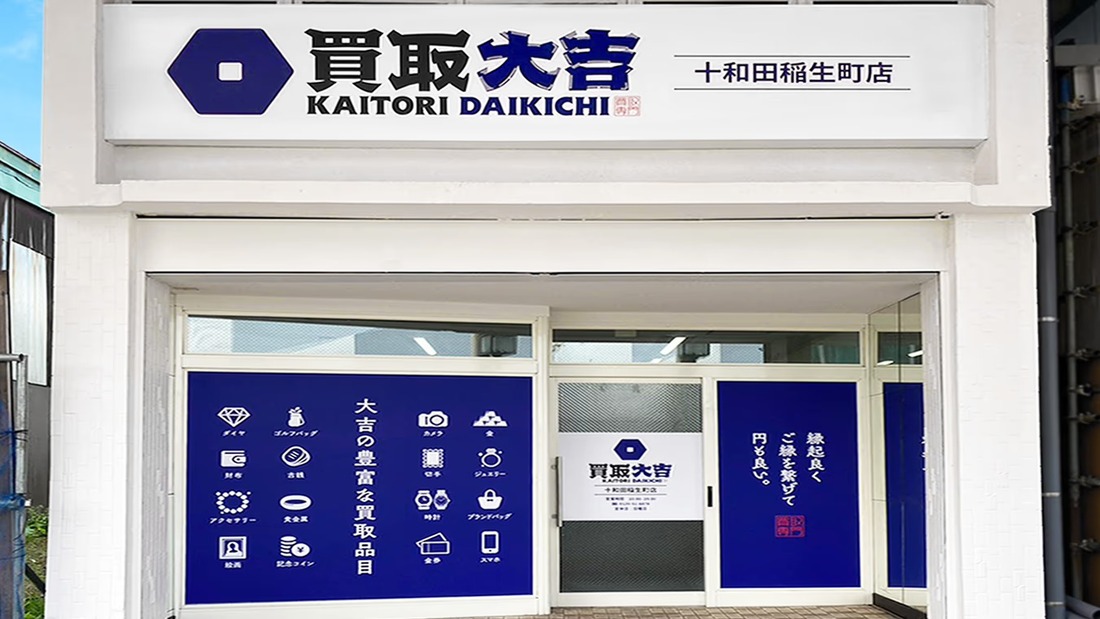 買取大吉
KAITORI DAIKICHI
十和田稲生町店
大吉の豊富な買取品目
ダイヤ
ゴルフバッグ
財布
古銭
アクセサリー
貴金属
絵画
記念コイン
カメラ
金
切手
ジュエリー
時計
ブランドバッグ
金券
スマホ
買取大吉
KAITORI DAIKICHI
十和田稲生町店
縁起良く
ご縁を繋げて
円も良い。